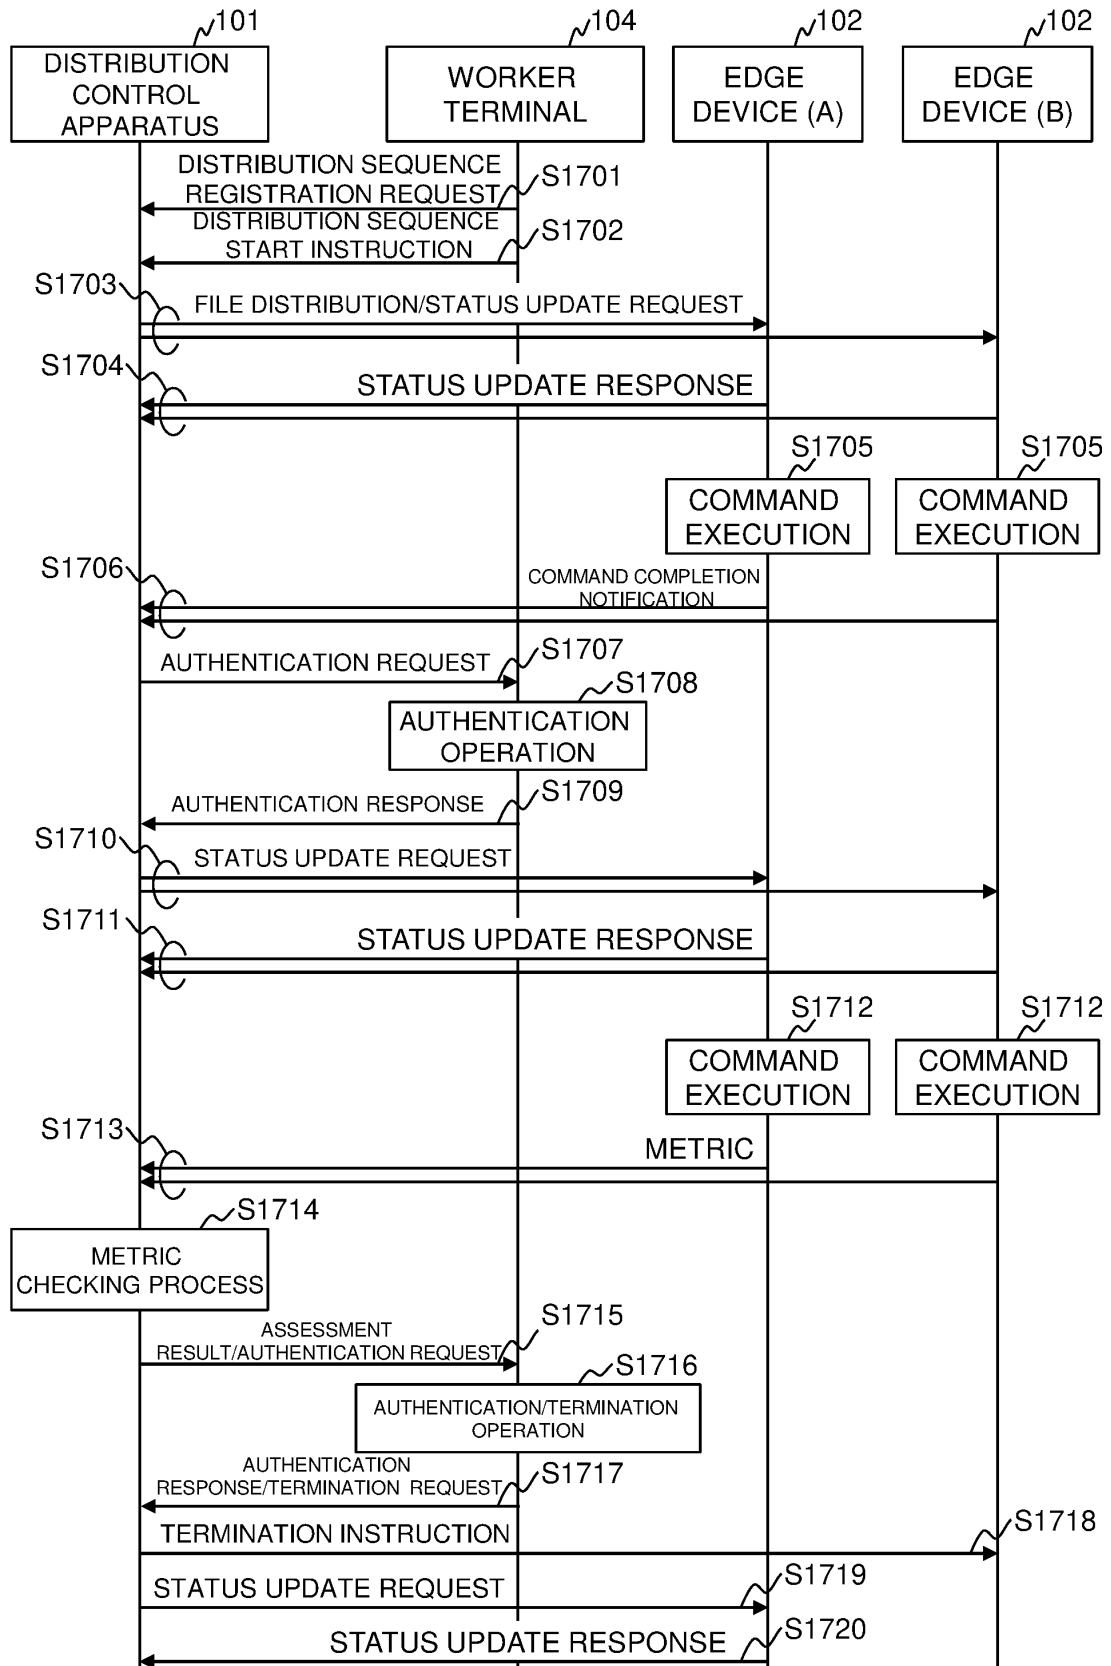 101
104
102
102
DISTRIBUTION
CONTROL
APPARATUS
WORKER
TERMINAL
EDGE
DEVICE (A)
EDGE
DEVICE (B)
DISTRIBUTION SEQUENCE
REGISTRATION REQUEST
S1701
DISTRIBUTION SEQUENCE
START INSTRUCTION
S1702
S1703
FILE DISTRIBUTION/STATUS UPDATE REQUEST
S1704
STATUS UPDATE RESPONSE
S1705
S1705
COMMAND
EXECUTION
COMMAND
EXECUTION
S1706
COMMAND COMPLETION
NOTIFICATION
AUTHENTICATION REQUEST
S1707
S1708
AUTHENTICATION
OPERATION
AUTHENTICATION RESPONSE
S1709
S1710
STATUS UPDATE REQUEST
S1711
STATUS UPDATE RESPONSE
S1712
S1712
COMMAND
EXECUTION
COMMAND
EXECUTION
S1713
METRIC
S1714
METRIC
CHECKING PROCESS
ASSESSMENT
RESULT/AUTHENTICATION REQUEST
S1715
S1716
AUTHENTICATION/TERMINATION
OPERATION
AUTHENTICATION
RESPONSE/TERMINATION REQUEST
S1717
TERMINATION INSTRUCTION
S1718
STATUS UPDATE REQUEST
S1719
STATUS UPDATE RESPONSE
S1720